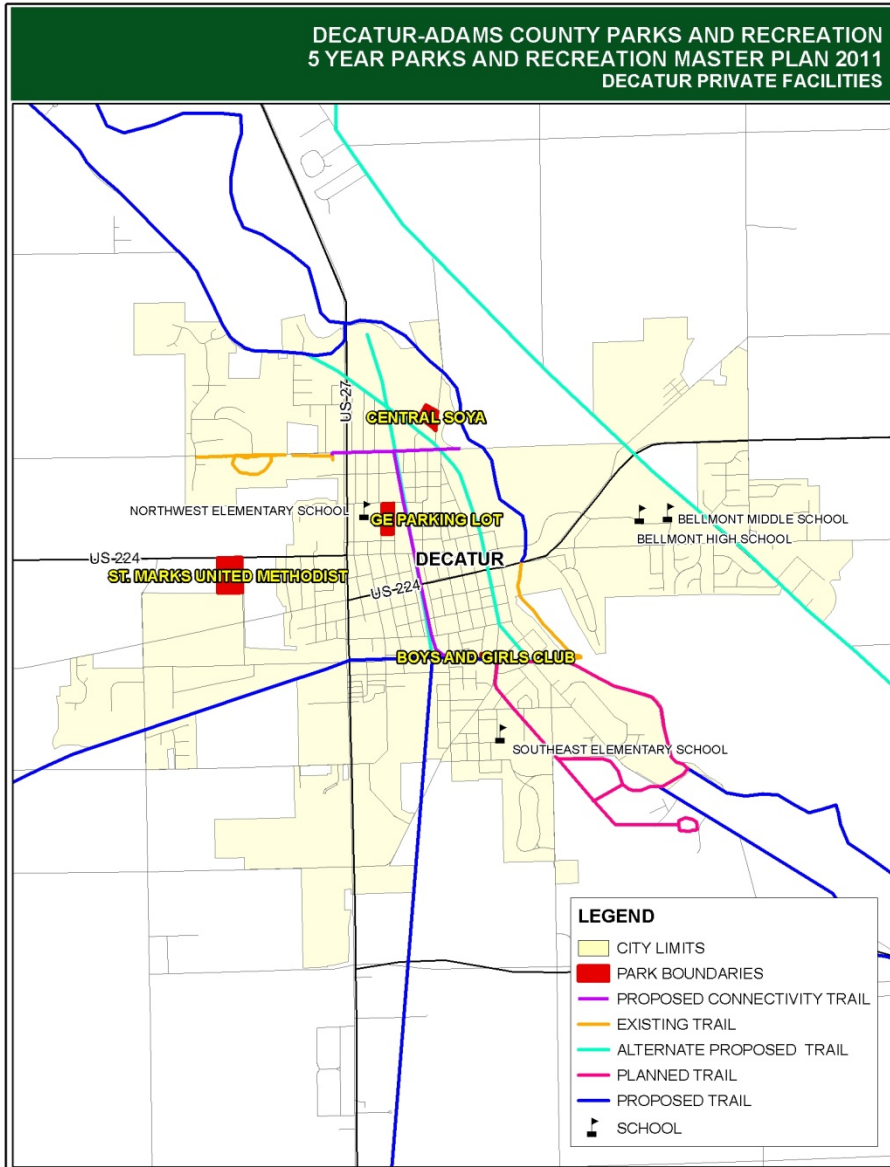 DECATUR-ADAMS COUNTY PARKS AND RECREATION
5 YEAR PARKS AND RECREATION MASTER PLAN 2011
DECATUR PRIVATE FACILITIES
US-27
CENTRAL SOYA
NORTHWEST ELEMENTARY SCHOOL
GE PARKING LOT
BELLMONT MIDDLE SCHOOL
BELLMONT HIGH SCHOOL
US-224
DECATUR
ST. MARKS UNITED METHODIST
US-224
BOYS AND GIRLS CLUB
SOUTHEAST ELEMENTARY SCHOOL
LEGEND
CITY LIMITS
PARK BOUNDARIES
PROPOSED CONNECTIVITY TRAIL
EXISTING TRAIL
ALTERNATE PROPOSED TRAIL
PLANNED TRAIL
PROPOSED TRAIL
SCHOOL